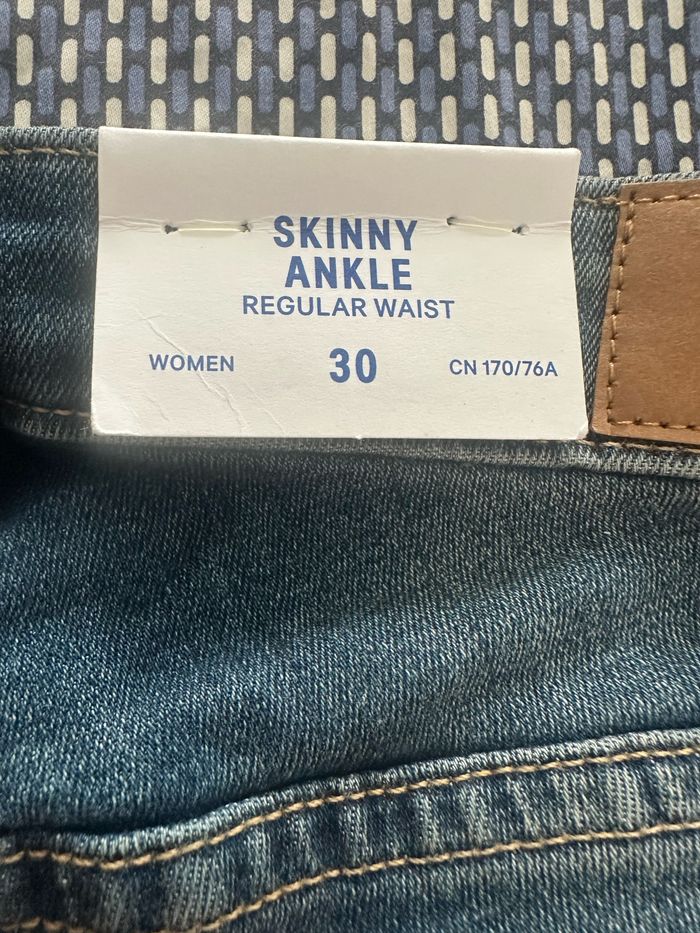 SKINNY
ANKLE
REGULAR WAIST
WOMEN 30 CN 170/76A